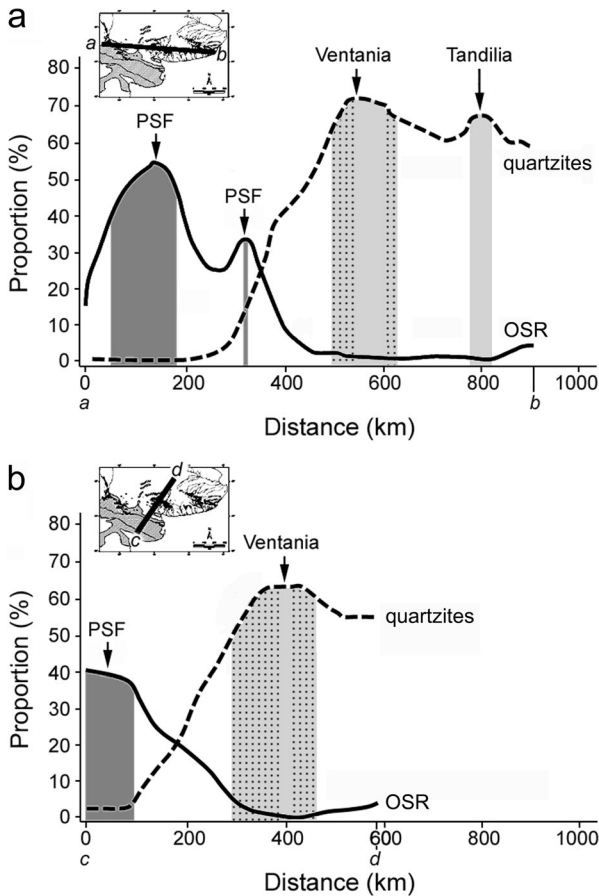 a
a
b
PSF
PSF
Ventania
Tandilia
quartzites
OSR
Proportion (%)
80
70
60
50
40
30
20
10
0
0 200 400 600 800 1000
a b
Distance (km)
b
d
c
PSF
Ventania
quartzites
OSR
Proportion (%)
80
70
60
50
40
30
20
10
0
0 200 400 600 800 1000
c d
Distance (km)